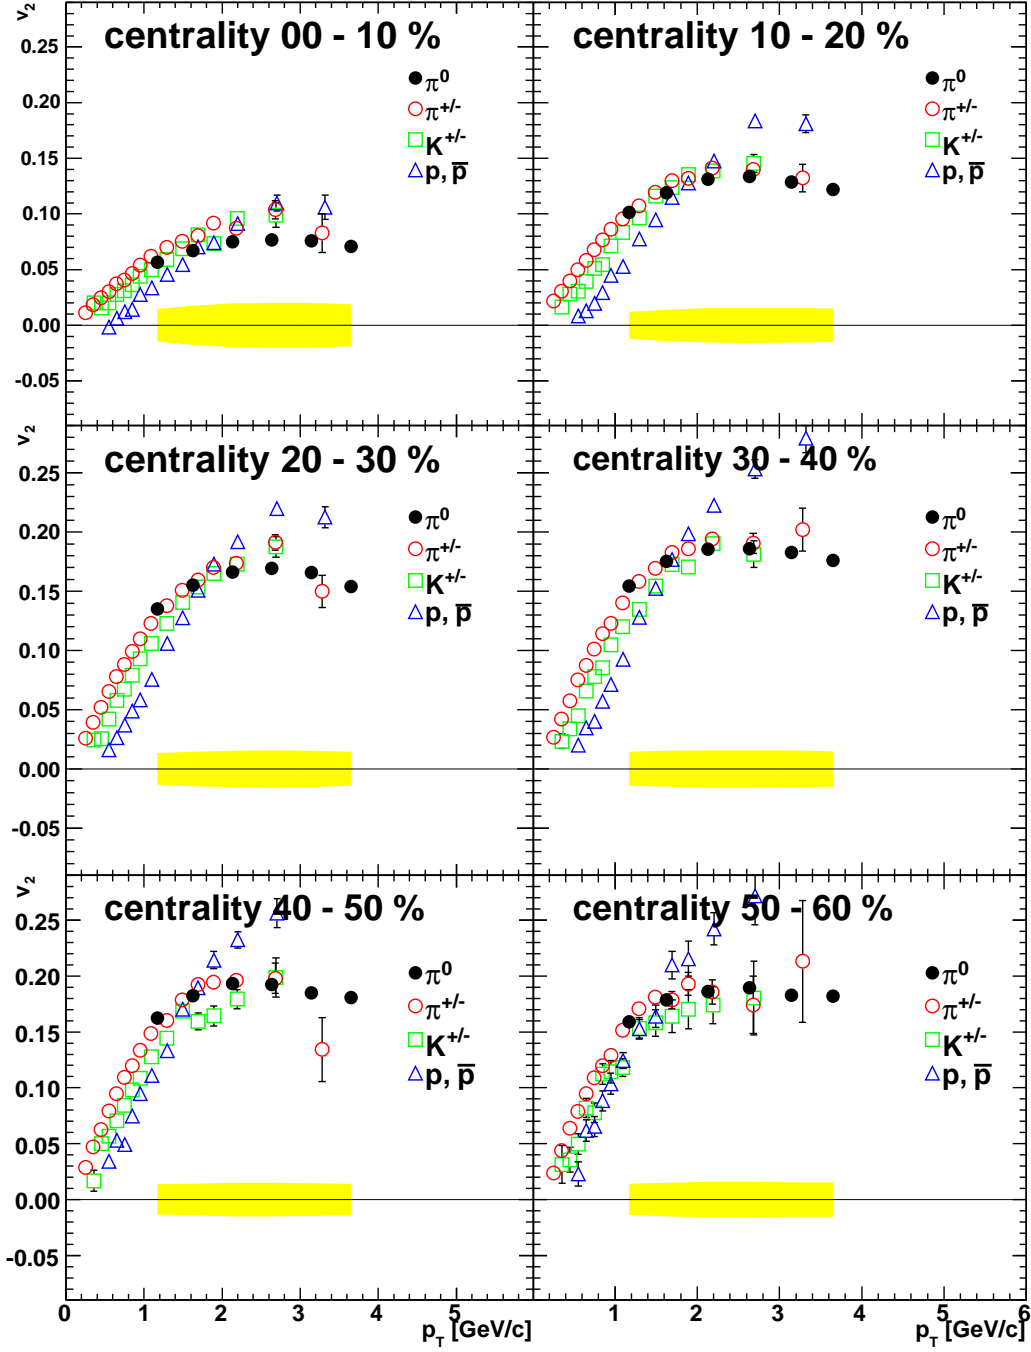 v2
centrality 00 - 10 %
centrality 10 - 20 %
0.25
0.20
0.15
0.10
0.05
0.00
-0.05
π0
π+/-
K+/-
p, p̅
π0
π+/-
K+/-
p, p̅
v2
centrality 20 - 30 %
centrality 30 - 40 %
0.25
0.20
0.15
0.10
0.05
0.00
-0.05
π0
π+/-
K+/-
p, p̅
π0
π+/-
K+/-
p, p̅
v2
centrality 40 - 50 %
centrality 50 - 60 %
0.25
0.20
0.15
0.10
0.05
0.00
-0.05
π0
π+/-
K+/-
p, p̅
π0
π+/-
K+/-
p, p̅
0 1 2 3 4 5
1 2 3 4 5 6
pT [GeV/c]
pT [GeV/c]